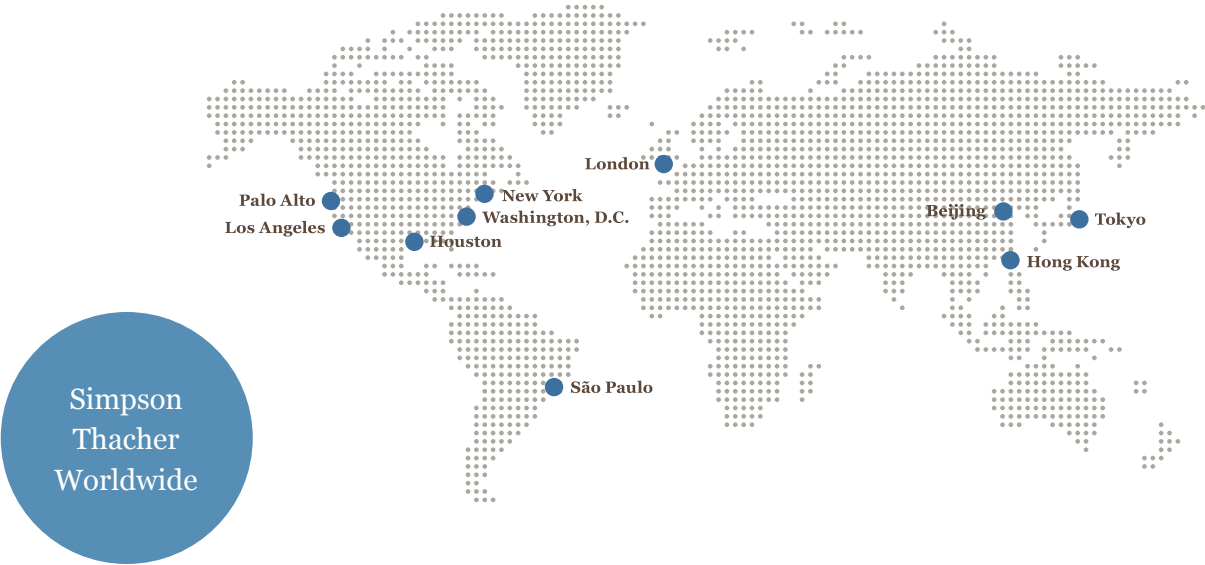 London
New York
Palo Alto
Washington, D.C.
Beijing
Tokyo
Los Angeles
Houston
Hong Kong
São Paulo
Simpson
Thacher
Worldwide